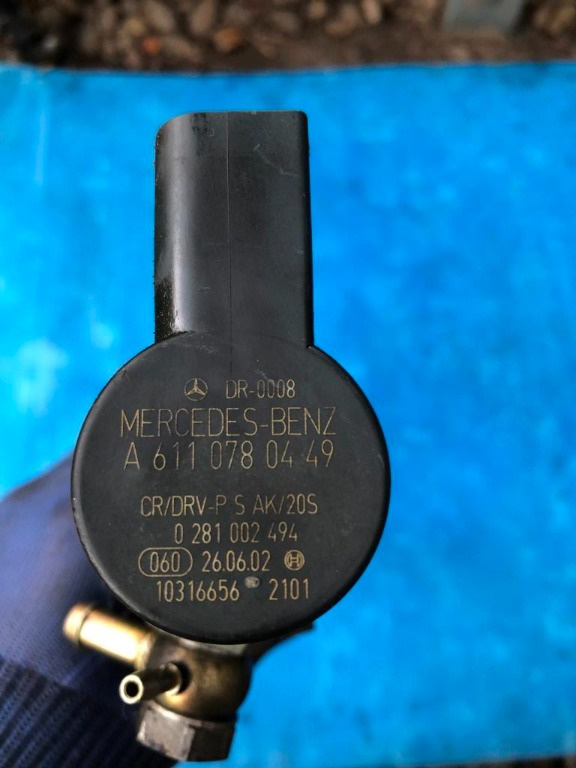 DR-0008
MERCEDES-BENZ
A 611 078 04 49
CR/DRV-P S AK/20S
0 281 002 494
060 26.06.02
10316656 2101